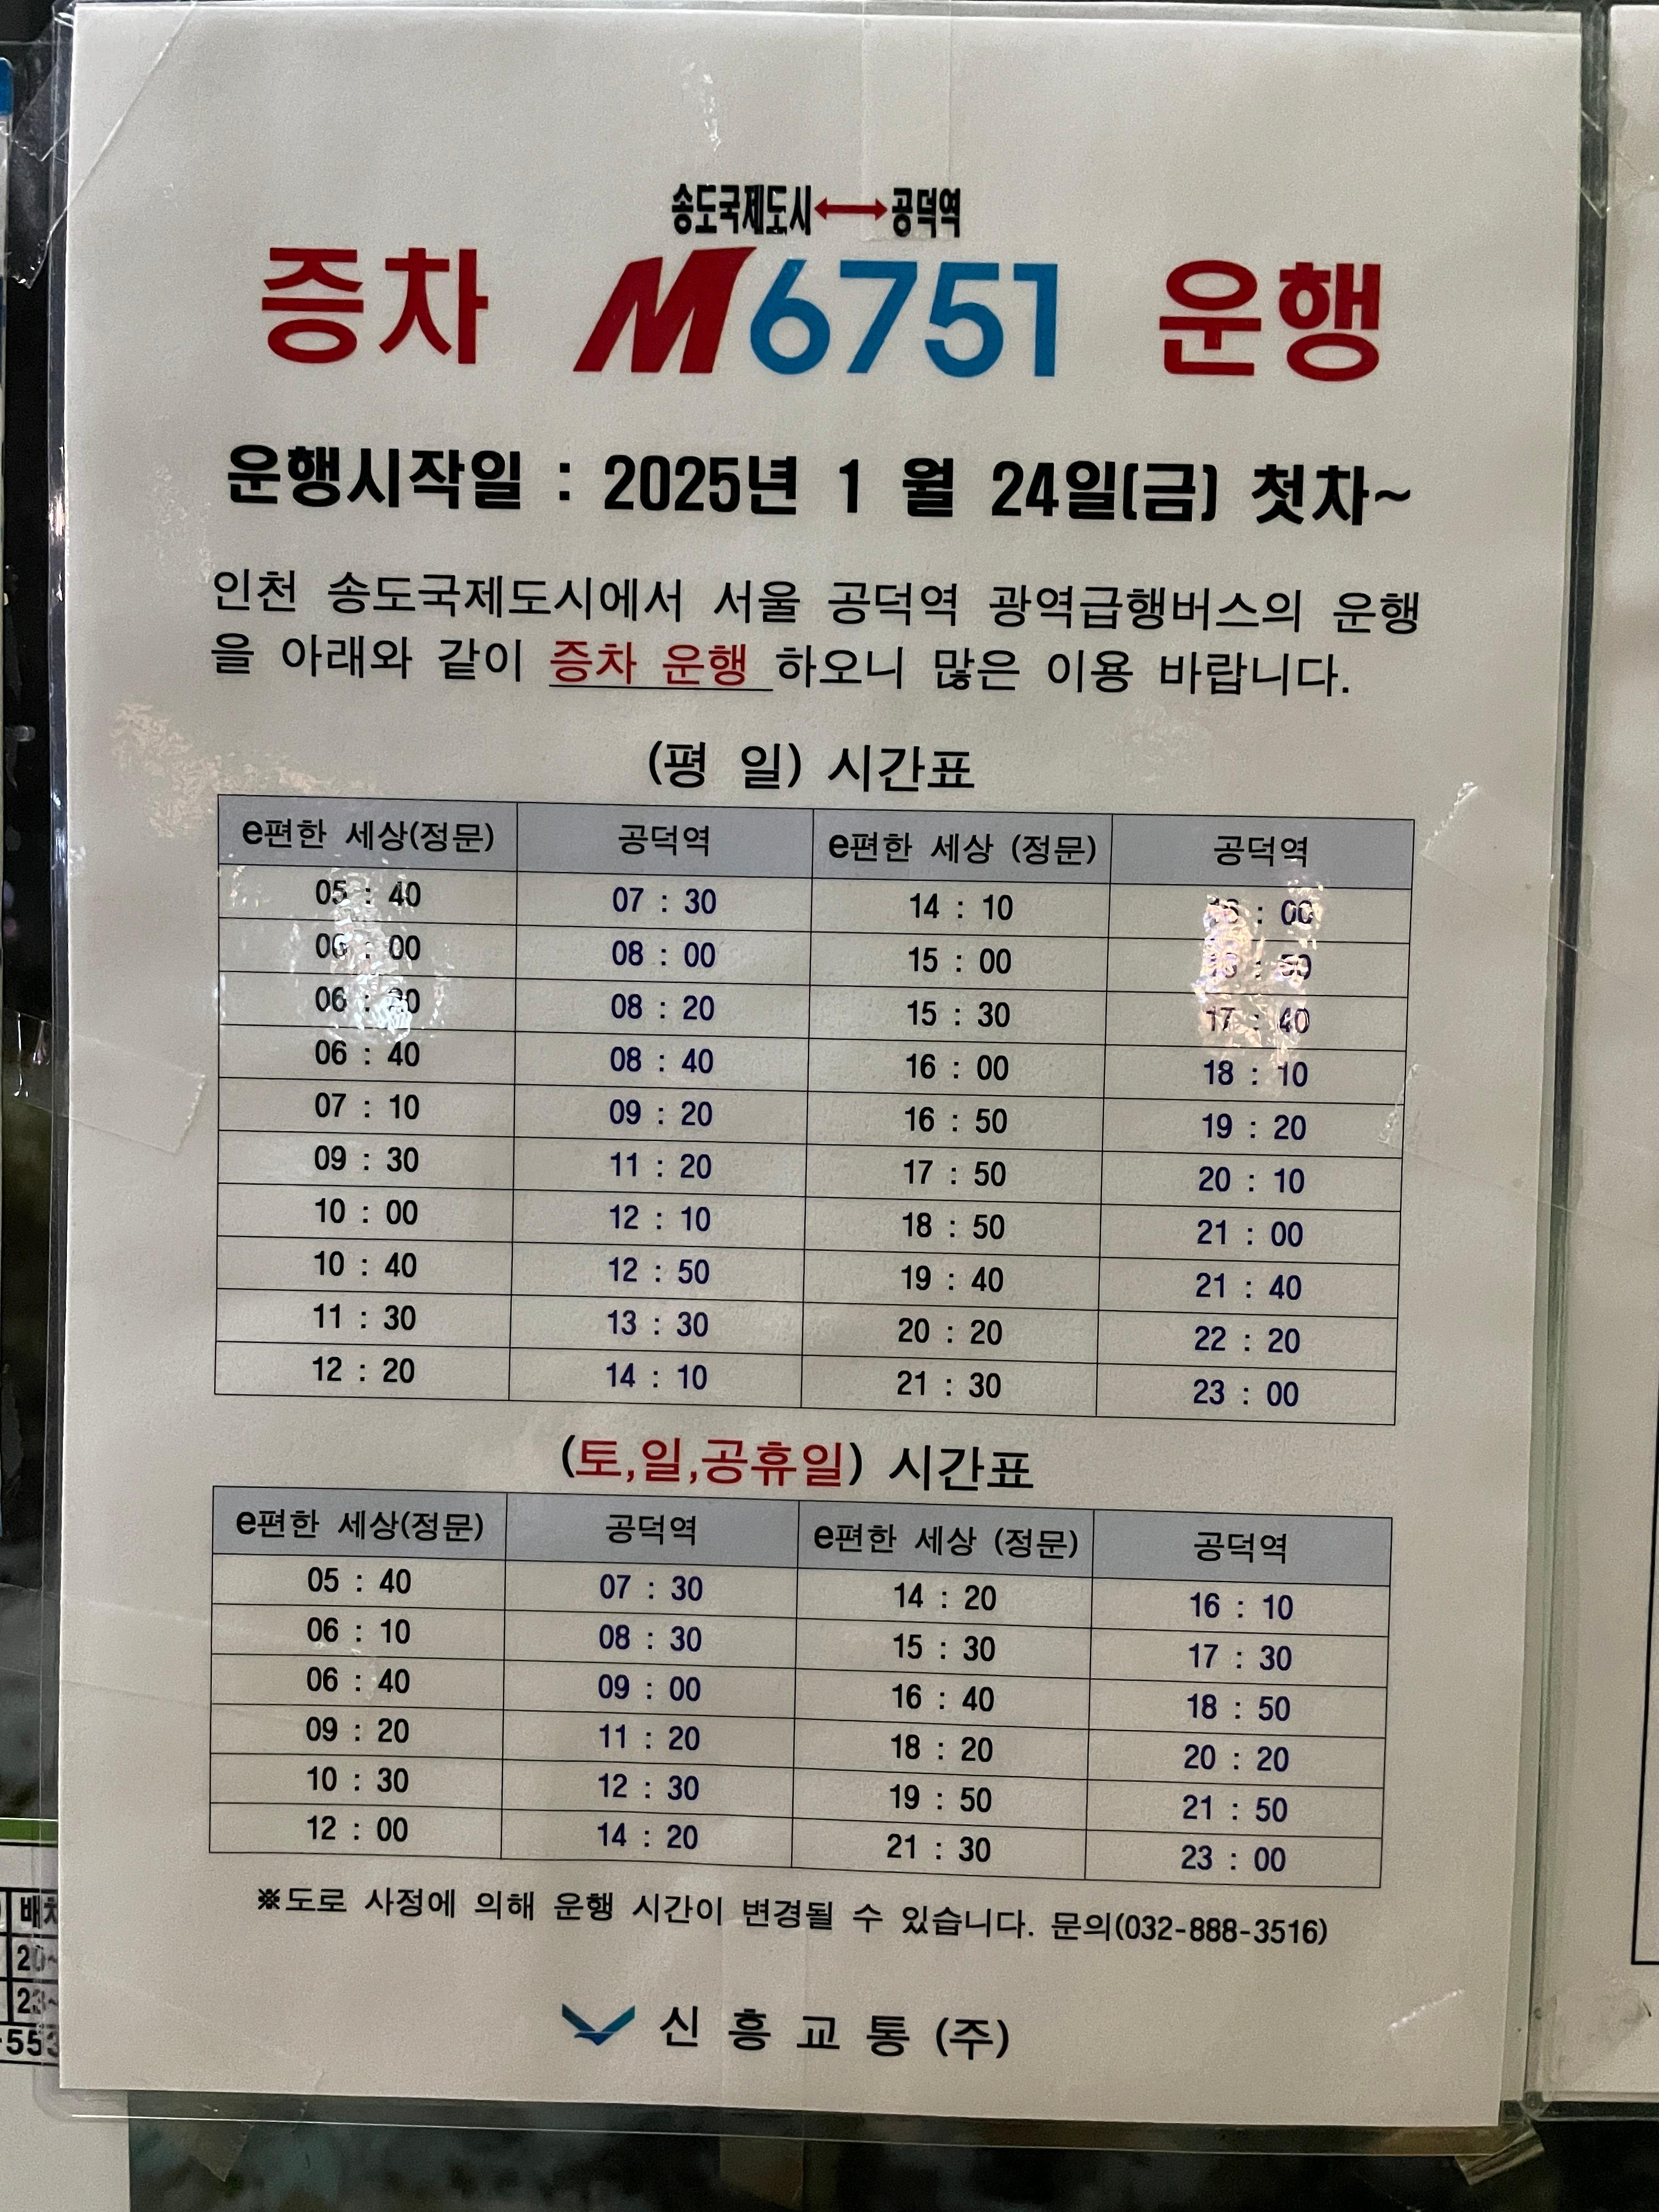 송도국제도시↔공덕역
증차 M6751 운행
운행시작일 : 2025년 1 월 24일(금) 첫차~
인천 송도국제도시에서 서울 공덕역 광역급행버스의 운행
을 아래와 같이 증차 운행 하오니 많은 이용 바랍니다.
(평 일) 시간표
e편한 세상(정문) 공덕역 e편한 세상 (정문) 공덕역
05 : 40 07 : 30 14 : 10 : 00
06 : 00 08 : 00 15 : 00 : 50
06 : 20 08 : 20 15 : 30 17 : 40
06 : 40 08 : 40 16 : 00 18 : 10
07 : 10 09 : 20 16 : 50 19 : 20
09 : 30 11 : 20 17 : 50 20 : 10
10 : 00 12 : 10 18 : 50 21 : 00
10 : 40 12 : 50 19 : 40 21 : 40
11 : 30 13 : 30 20 : 20 22 : 20
12 : 20 14 : 10 21 : 30 23 : 00
(토,일,공휴일) 시간표
e편한 세상(정문) 공덕역 e편한 세상 (정문) 공덕역
05 : 40 07 : 30 14 : 20 16 : 10
06 : 10 08 : 30 15 : 30 17 : 30
06 : 40 09 : 00 16 : 40 18 : 50
09 : 20 11 : 20 18 : 20 20 : 20
10 : 30 12 : 30 19 : 50 21 : 50
12 : 00 14 : 20 21 : 30 23 : 00
※도로 사정에 의해 운행 시간이 변경될 수 있습니다. 문의(032-888-3516)
신 흥 교 통 (주)